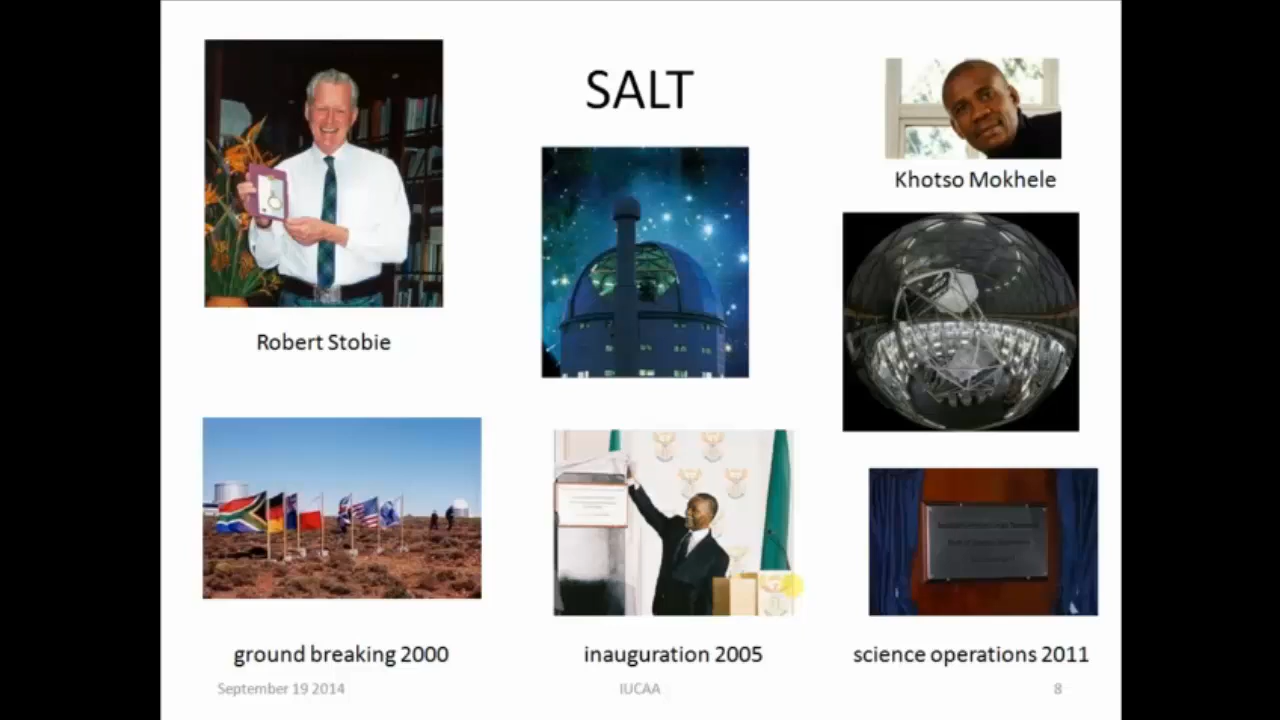 SALT
Khotso Mokhele
Robert Stobie
ground breaking 2000
inauguration 2005
science operations 2011
September 19 2014
IUCAA
8